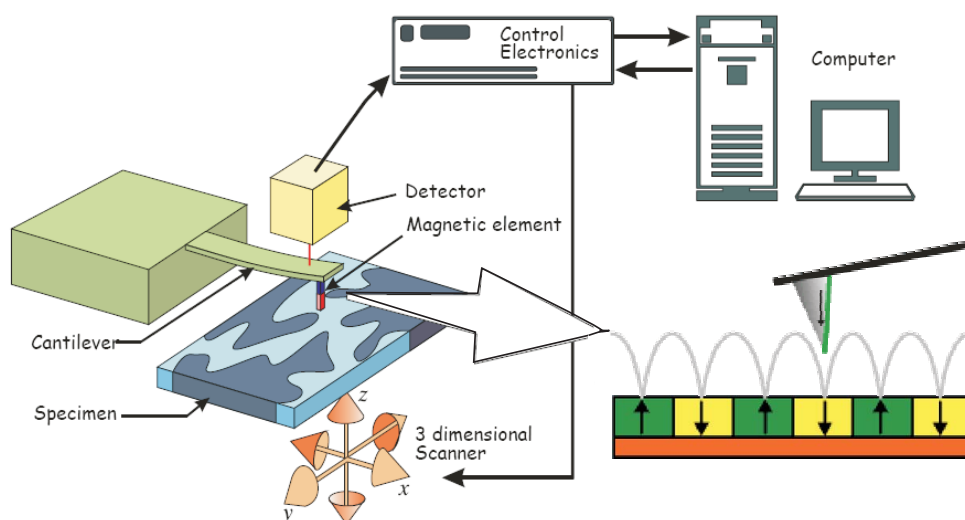 Control
Electronics
Computer
Detector
Magnetic element
Cantilever
Specimen
z
3 dimensional
Scanner
x
y